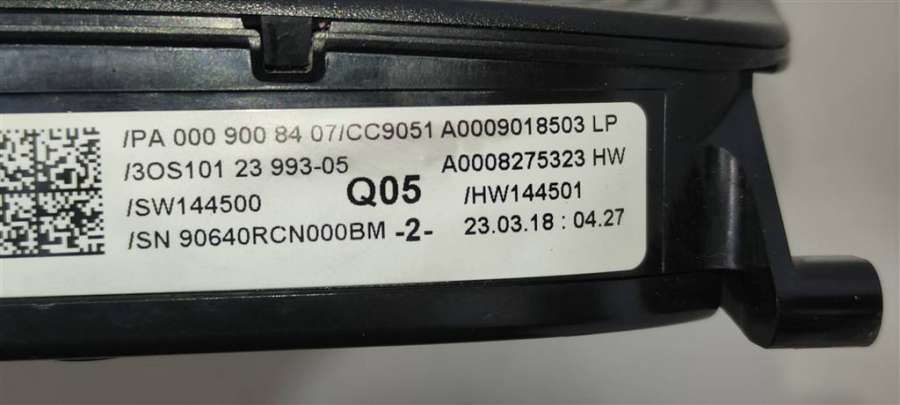 /PA 000 900 84 07/CC9051 A0009018503 LP
/3OS101 23 993-05 A0008275323 HW
/SW144500 Q05 /HW144501
/SN 90640RCN000BM -2- 23.03.18 : 04.27